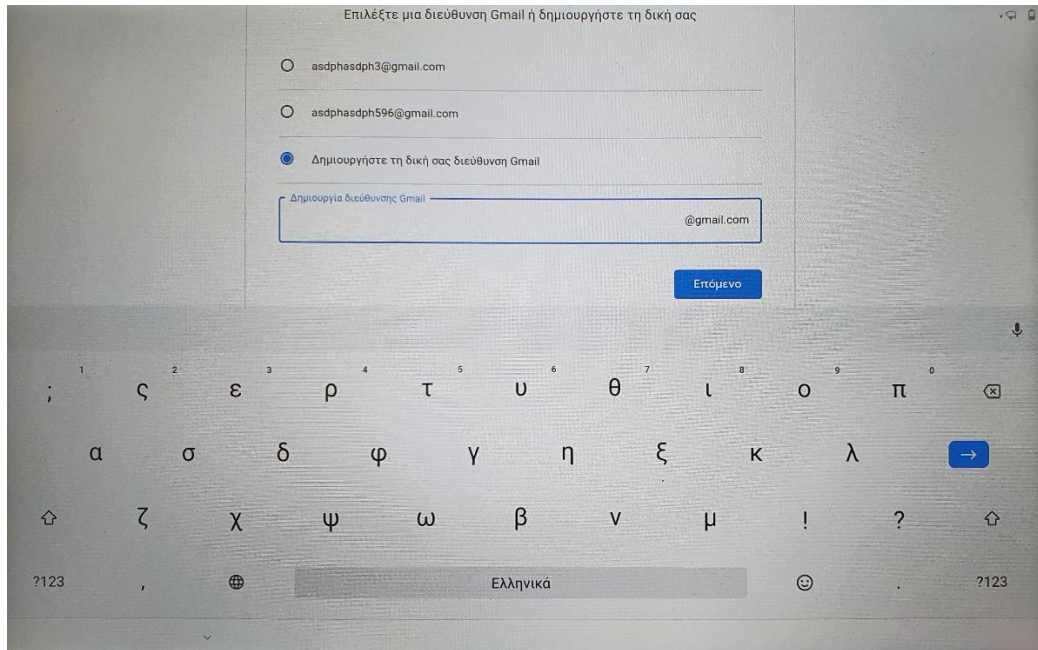 Επιλέξτε μια διεύθυνση Gmail ή δημιουργήστε τη δική σας
asdphasdph3@gmail.com
asdphasdph596@gmail.com
Δημιουργήστε τη δική σας διεύθυνση Gmail
Δημιουργία διεύθυνσης Gmail
@gmail.com
Επόμενο
1 2 3 4 5 6 7 8 9 0
; ς ε ρ τ υ θ ι ο π
α σ δ φ γ η ξ κ λ
ζ χ ψ ω β ν μ ! ?
?123 , Ελληνικά . ?123